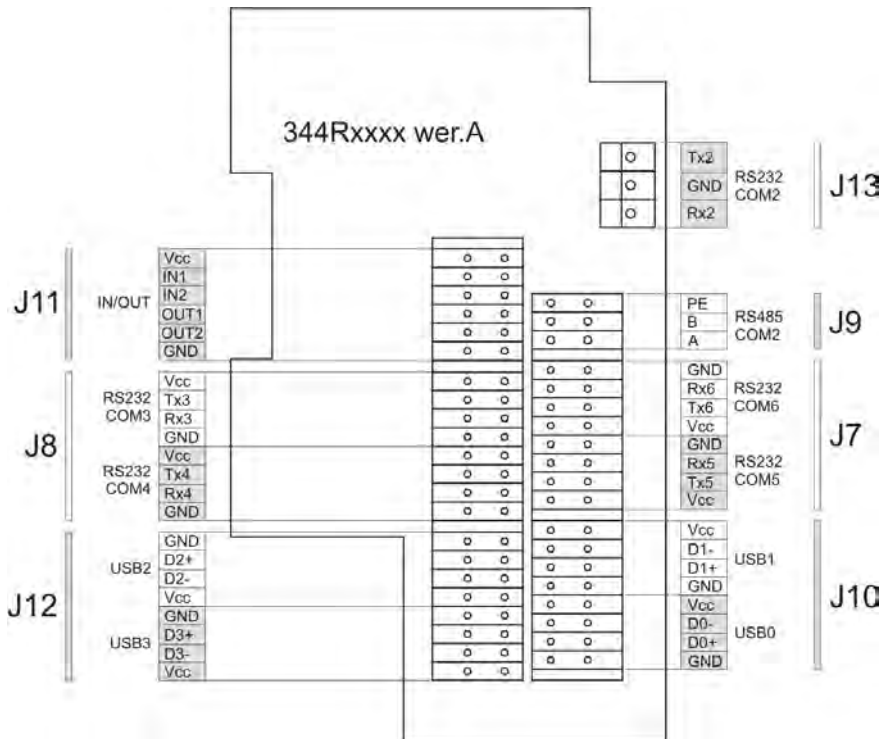 344Rxxxx wer.A
Tx2
GND
Rx2
RS232
COM2
J13
J11
IN/OUT
Vcc
IN1
IN2
OUT1
OUT2
GND
PE
B
A
RS485
COM2
J9
J8
RS232
COM3
Vcc
Tx3
Rx3
GND
RS232
COM4
Vcc
Tx4
Rx4
GND
GND
Rx6
Tx6
Vcc
RS232
COM6
GND
Rx5
Tx5
Vcc
RS232
COM5
J7
J12
USB2
GND
D2+
D2-
Vcc
USB3
GND
D3+
D3-
Vcc
Vcc
D1-
D1+
GND
USB1
Vcc
D0-
D0+
GND
USB0
J10